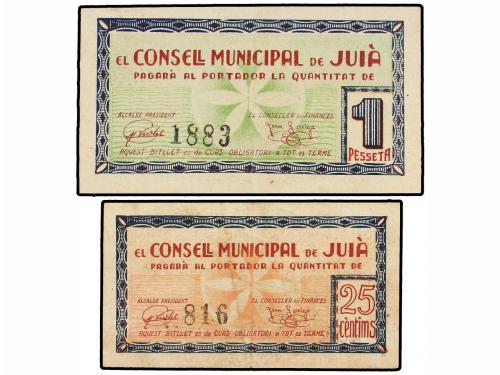 EL CONSELL MUNICIPAL DE JUIÀ
PAGARÀ AL PORTADOR LA QUANTITAT DE
ALCALDE PRESIDENT
EL CONSELLER DE FINANCES
1883
1
PESSETA
AQUEST BITLLET ES DE CURS OBLIGATORI A TOT EL TERME
EL CONSELL MUNICIPAL DE JUIÀ
PAGARÀ AL PORTADOR LA QUANTITAT DE
ALCALDE PRESIDENT
EL CONSELLER DE FINANCES
816
25
CÈNTIMS
AQUEST BITLLET ES DE CURS OBLIGATORI A TOT EL TERME